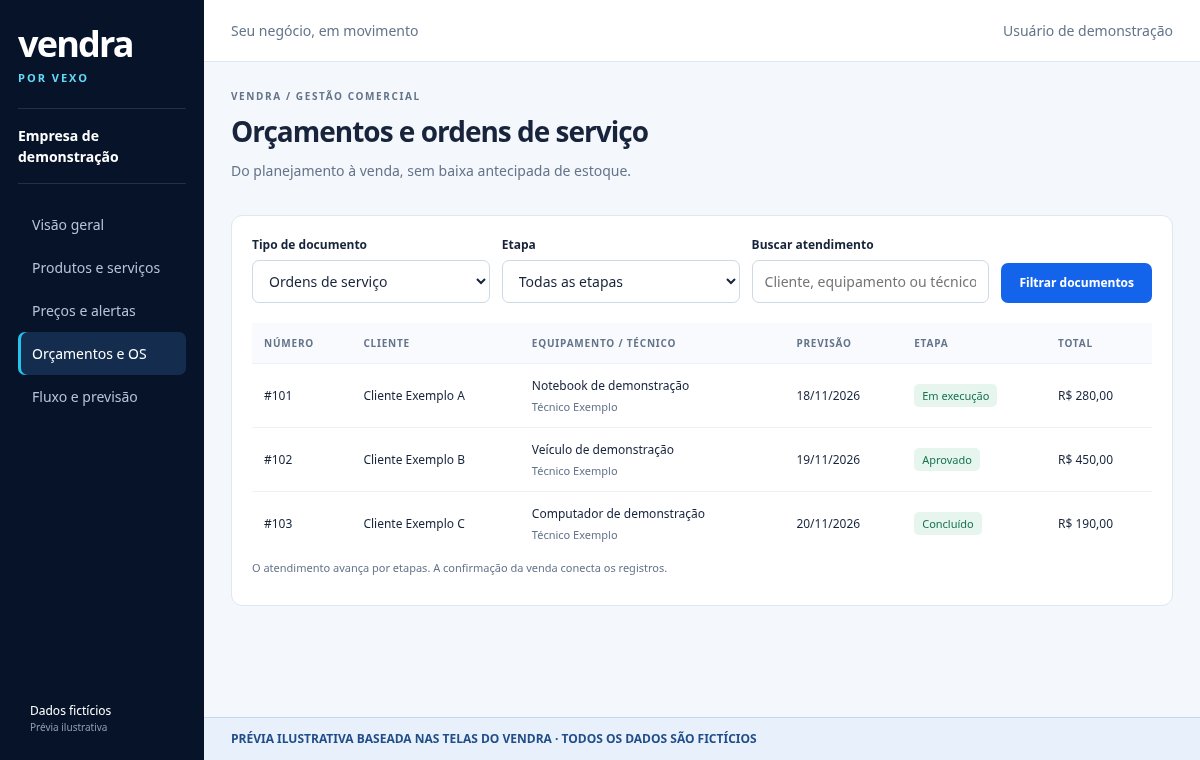 vendra
POR VEXO
Empresa de
demonstração
Visão geral
Produtos e serviços
Preços e alertas
Orçamentos e OS
Fluxo e previsão
Dados fictícios
Prévia ilustrativa
Seu negócio, em movimento
Usuário de demonstração
VENDRA / GESTÃO COMERCIAL
Orçamentos e ordens de serviço
Do planejamento à venda, sem baixa antecipada de estoque.
Tipo de documento
Etapa
Buscar atendimento
Ordens de serviço
Todas as etapas
Cliente, equipamento ou técnico
Filtrar documentos
NÚMERO CLIENTE EQUIPAMENTO / TÉCNICO PREVISÃO ETAPA TOTAL
#101 Cliente Exemplo A Notebook de demonstração 18/11/2026 Em execução R$ 280,00
Técnico Exemplo
#102 Cliente Exemplo B Veículo de demonstração 19/11/2026 Aprovado R$ 450,00
Técnico Exemplo
#103 Cliente Exemplo C Computador de demonstração 20/11/2026 Concluído R$ 190,00
Técnico Exemplo
O atendimento avança por etapas. A confirmação da venda conecta os registros.
PRÉVIA ILUSTRATIVA BASEADA NAS TELAS DO VENDRA · TODOS OS DADOS SÃO FICTÍCIOS